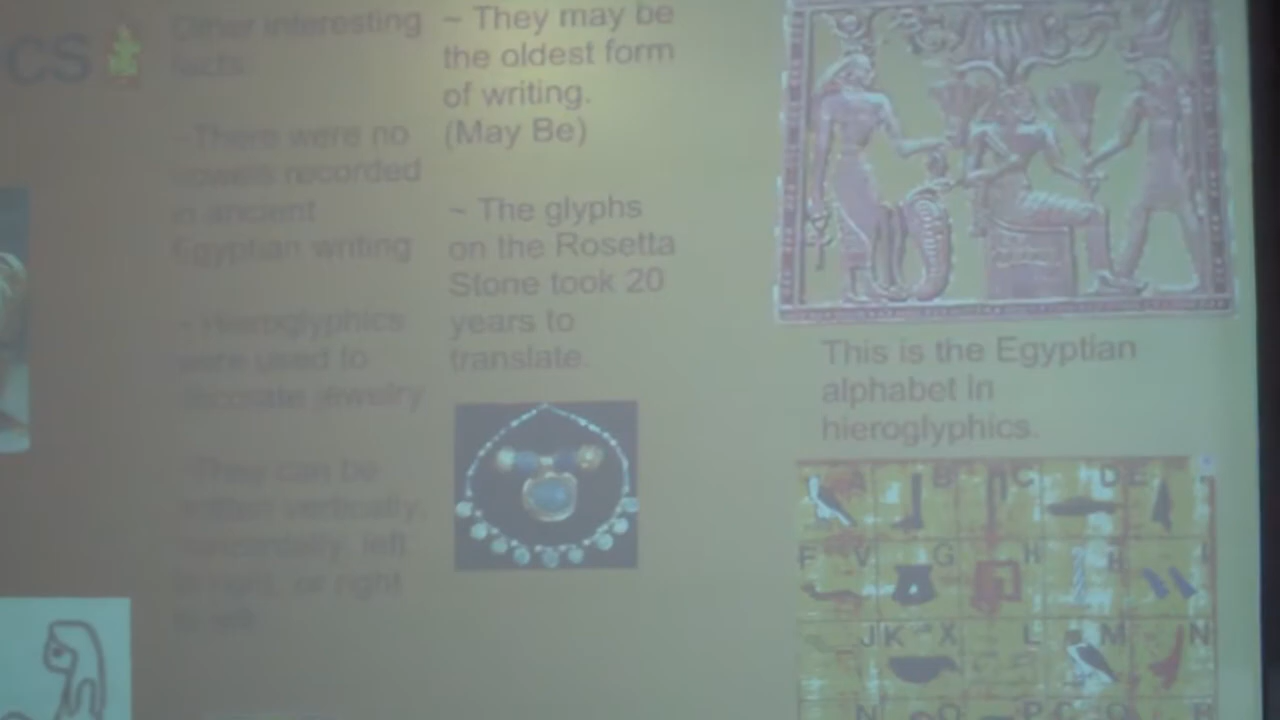 CS
Other interesting
facts:
~ There were no
vowels recorded
in ancient
Egyptian writing
~ Hieroglyphics
were used to
decorate jewelry
~ They can be
written vertically,
horizontally, left
to right, or right
to left
~ They may be
the oldest form
of writing.
(May Be)
~ The glyphs
on the Rosetta
Stone took 20
years to
translate.
This is the Egyptian
alphabet in
hieroglyphics.
B C D E
F V G H I
J K X L M N